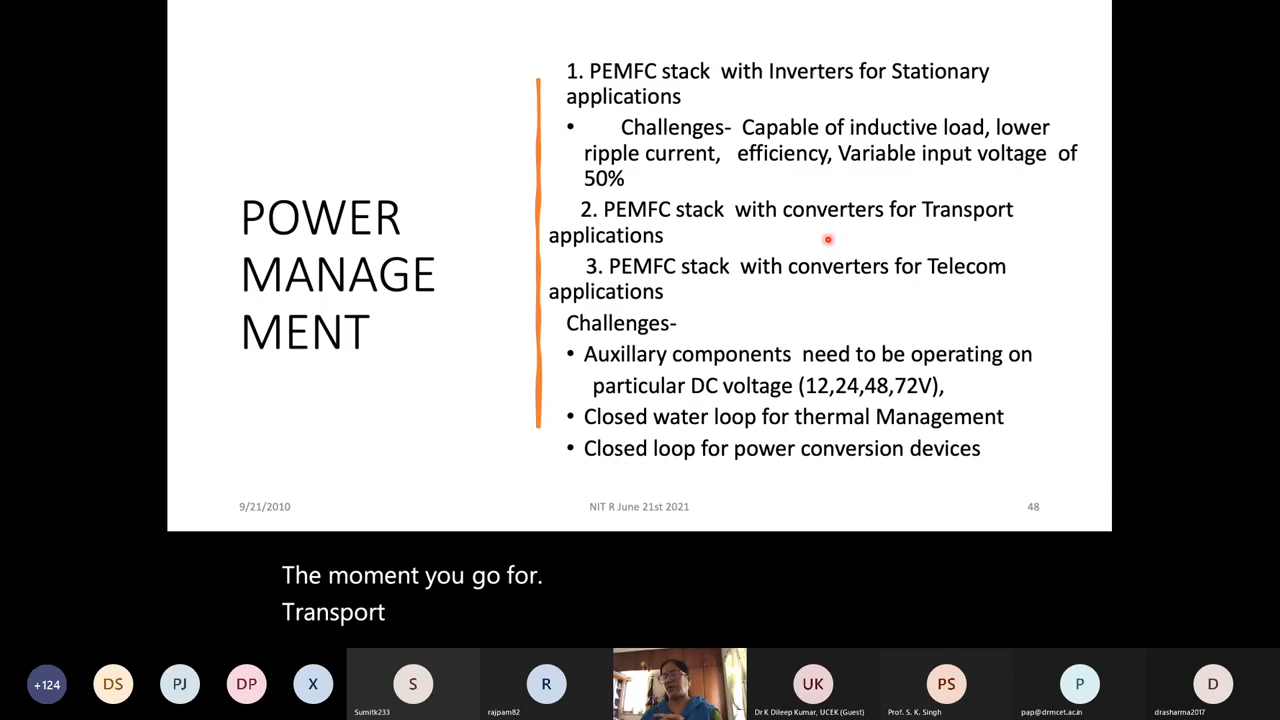 POWER
MANAGE
MENT
1. PEMFC stack with Inverters for Stationary
applications
• Challenges- Capable of inductive load, lower
ripple current, efficiency, Variable input voltage of
50%
2. PEMFC stack with converters for Transport
applications
3. PEMFC stack with converters for Telecom
applications
Challenges-
• Auxillary components need to be operating on
particular DC voltage (12,24,48,72V),
• Closed water loop for thermal Management
• Closed loop for power conversion devices
9/21/2010
NIT R June 21st 2021
48
The moment you go for.
Transport
+124
DS
PJ
DP
X
S
Sumitk233
R
rajpam82
UK
Dr K Dileep Kumar, UCEK (Guest)
PS
Prof. S. K. Singh
P
pap@drmcet.ac.in
D
drasharma2017